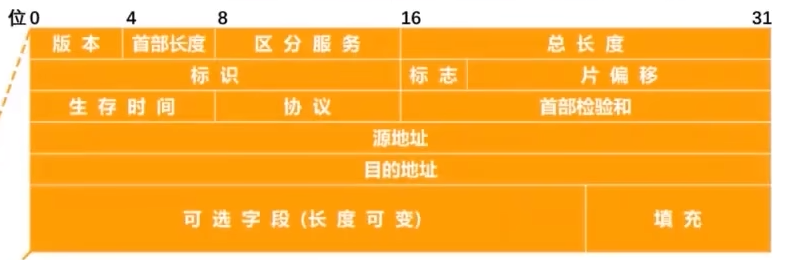 位 0 4 8 16 31
版本 首部长度 区分服务 总长度
标识 标志 片偏移
生存时间 协议 首部检验和
源地址
目的地址
可选字段(长度可变) 填充